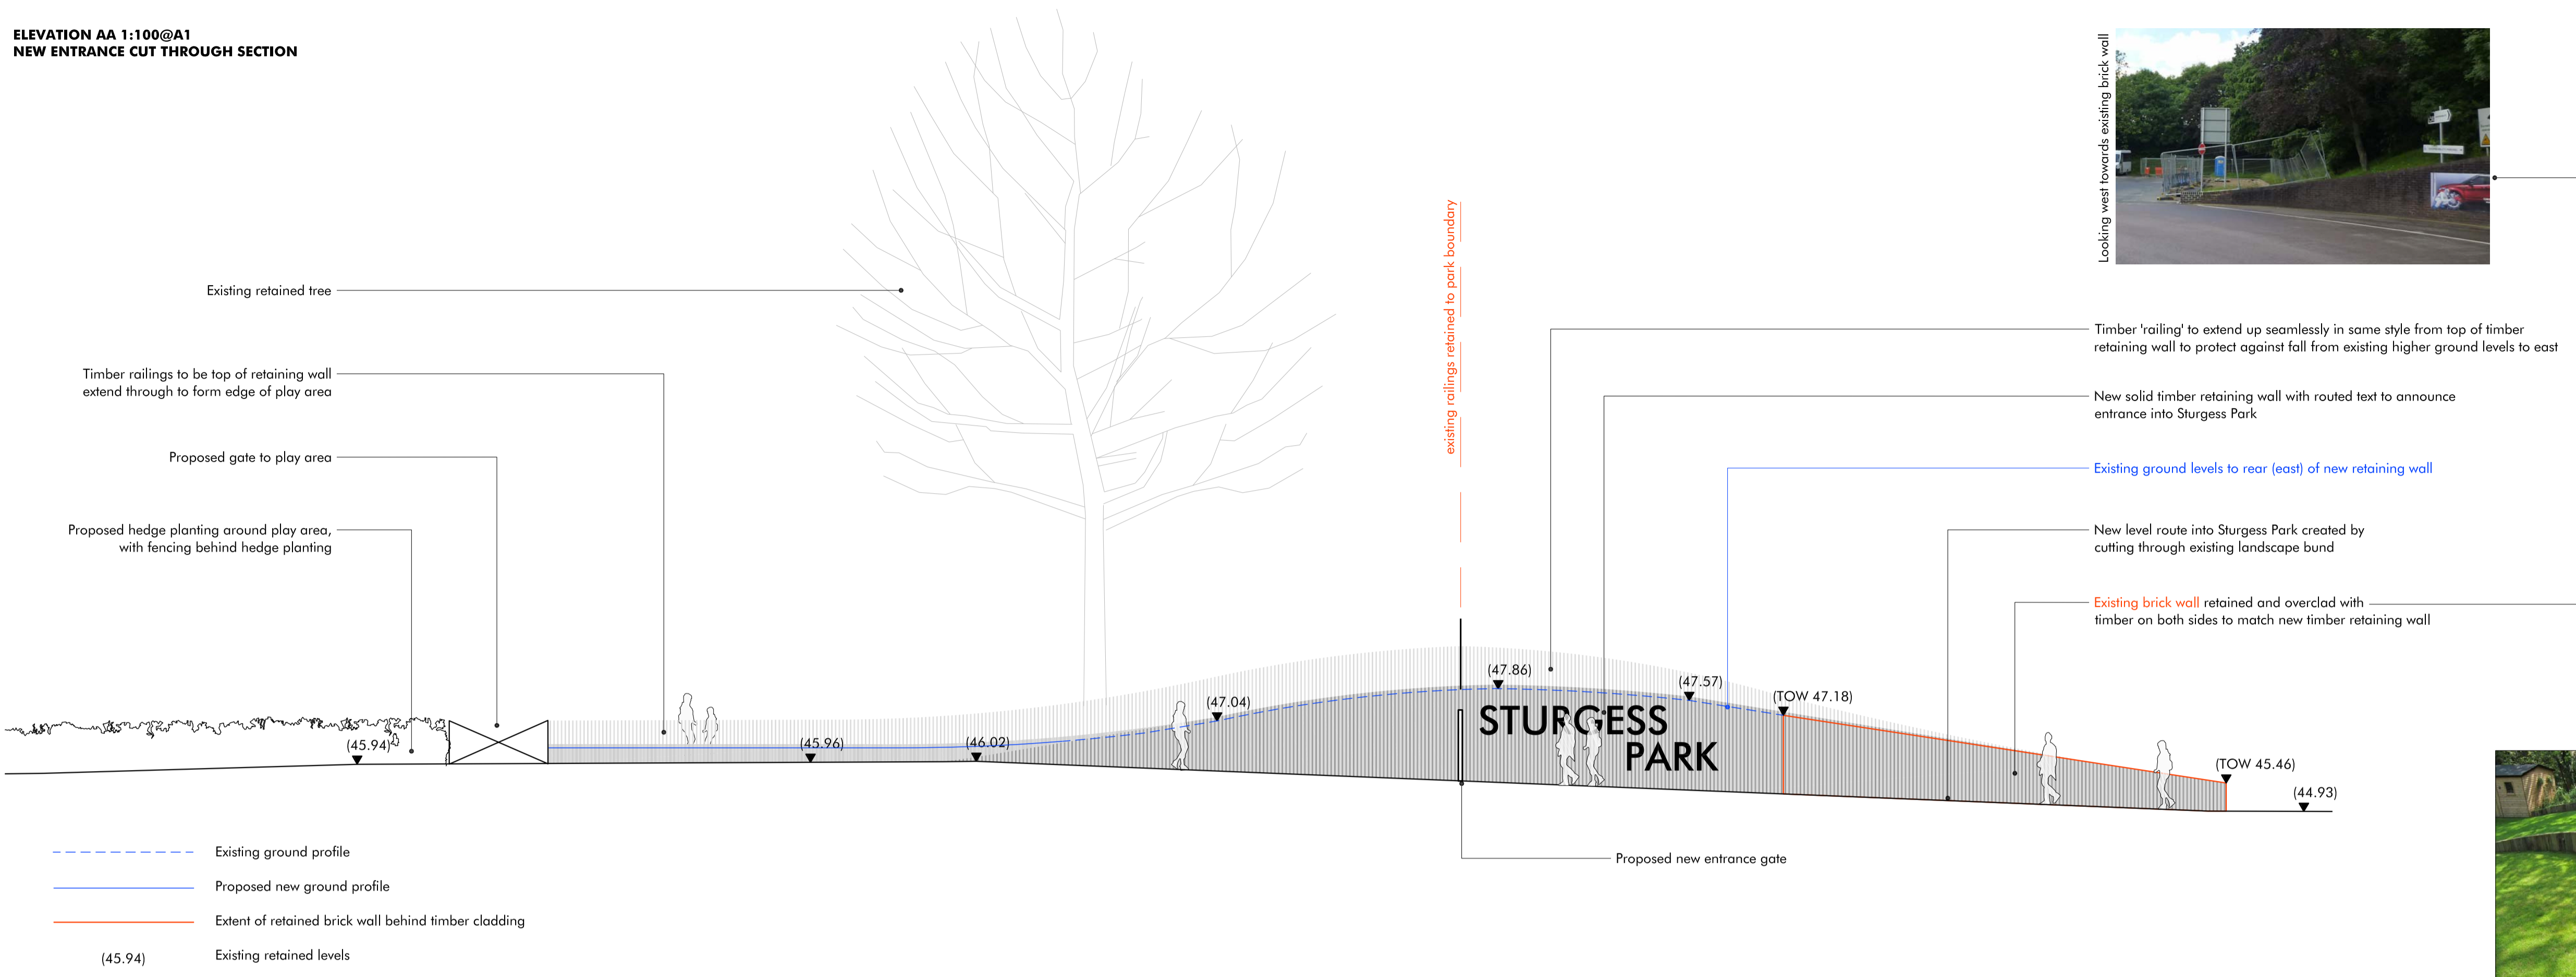 ELEVATION AA 1:100@A1
NEW ENTRANCE CUT THROUGH SECTION
Looking west towards existing brick wall
existing railings retained to park boundary
Existing retained tree
Timber railings to be top of retaining wall
extend through to form edge of play area
Proposed gate to play area
Proposed hedge planting around play area,
with fencing behind hedge planting
Timber 'railing' to extend up seamlessly in same style from top of timber
retaining wall to protect against fall from existing higher ground levels to east
New solid timber retaining wall with routed text to announce
entrance into Sturgess Park
Existing ground levels to rear (east) of new retaining wall
New level route into Sturgess Park created by
cutting through existing landscape bund
Existing brick wall retained and overclad with
timber on both sides to match new timber retaining wall
(45.94)
(45.96)
(46.02)
(47.04)
(47.86)
(47.57)
(TOW 47.18)
(TOW 45.46)
(44.93)
STURGESS
PARK
Proposed new entrance gate
Existing ground profile
Proposed new ground profile
Extent of retained brick wall behind timber cladding
(45.94) Existing retained levels